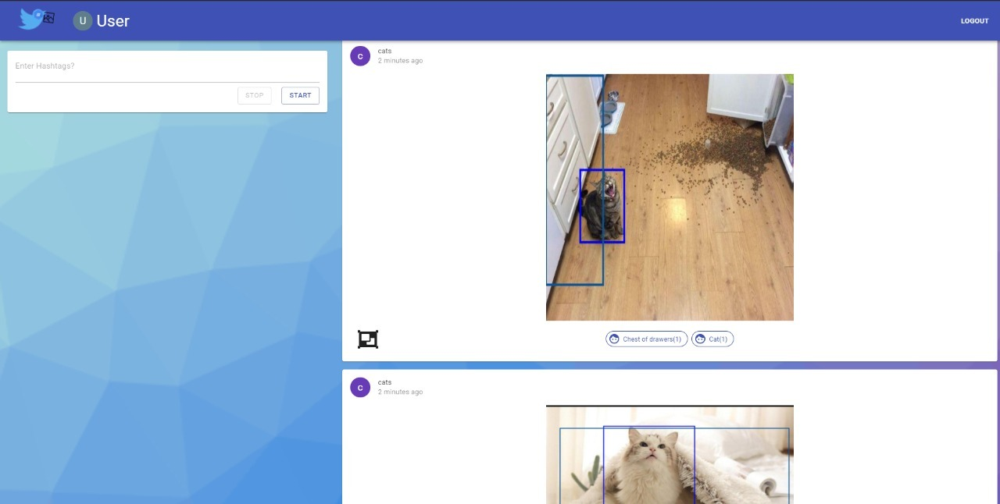 U User
LOGOUT
Enter Hashtags?
STOP
START
C
cats
2 minutes ago
Chest of drawers(1)
Cat(1)
C
cats
2 minutes ago